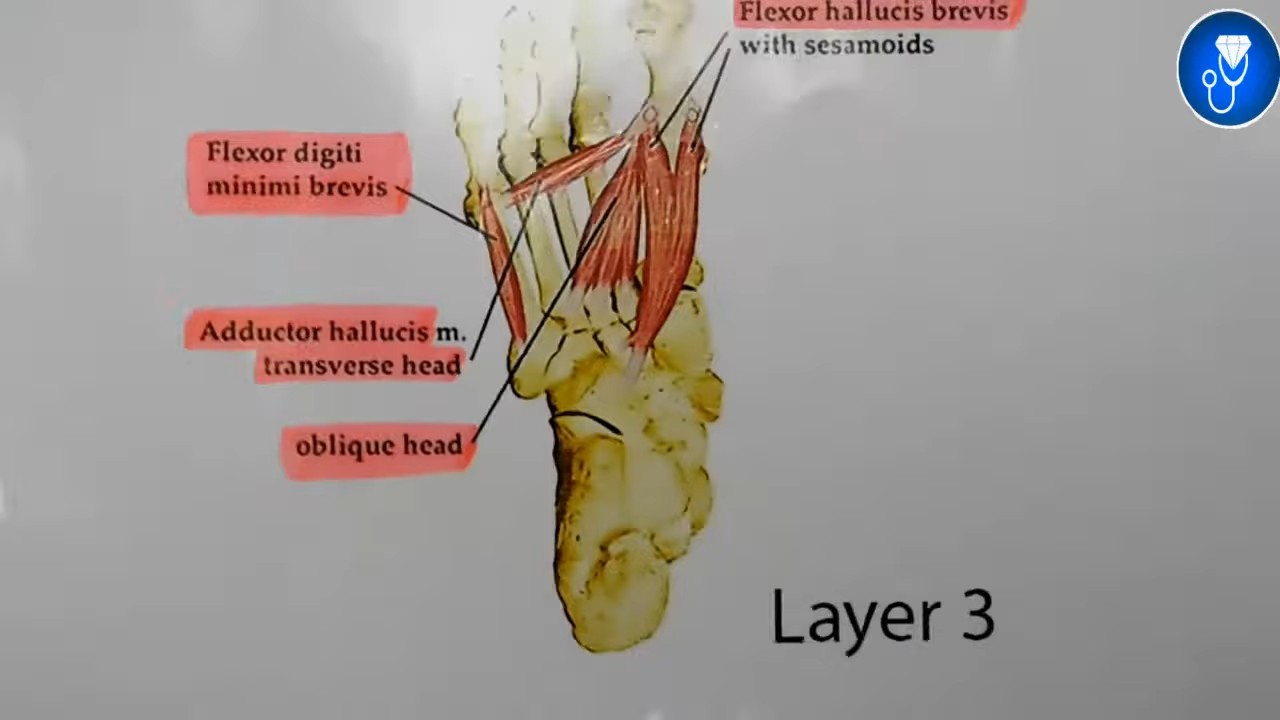 Flexor hallucis brevis
with sesamoids
Flexor digiti
minimi brevis
Adductor hallucis m.
transverse head
oblique head
Layer 3